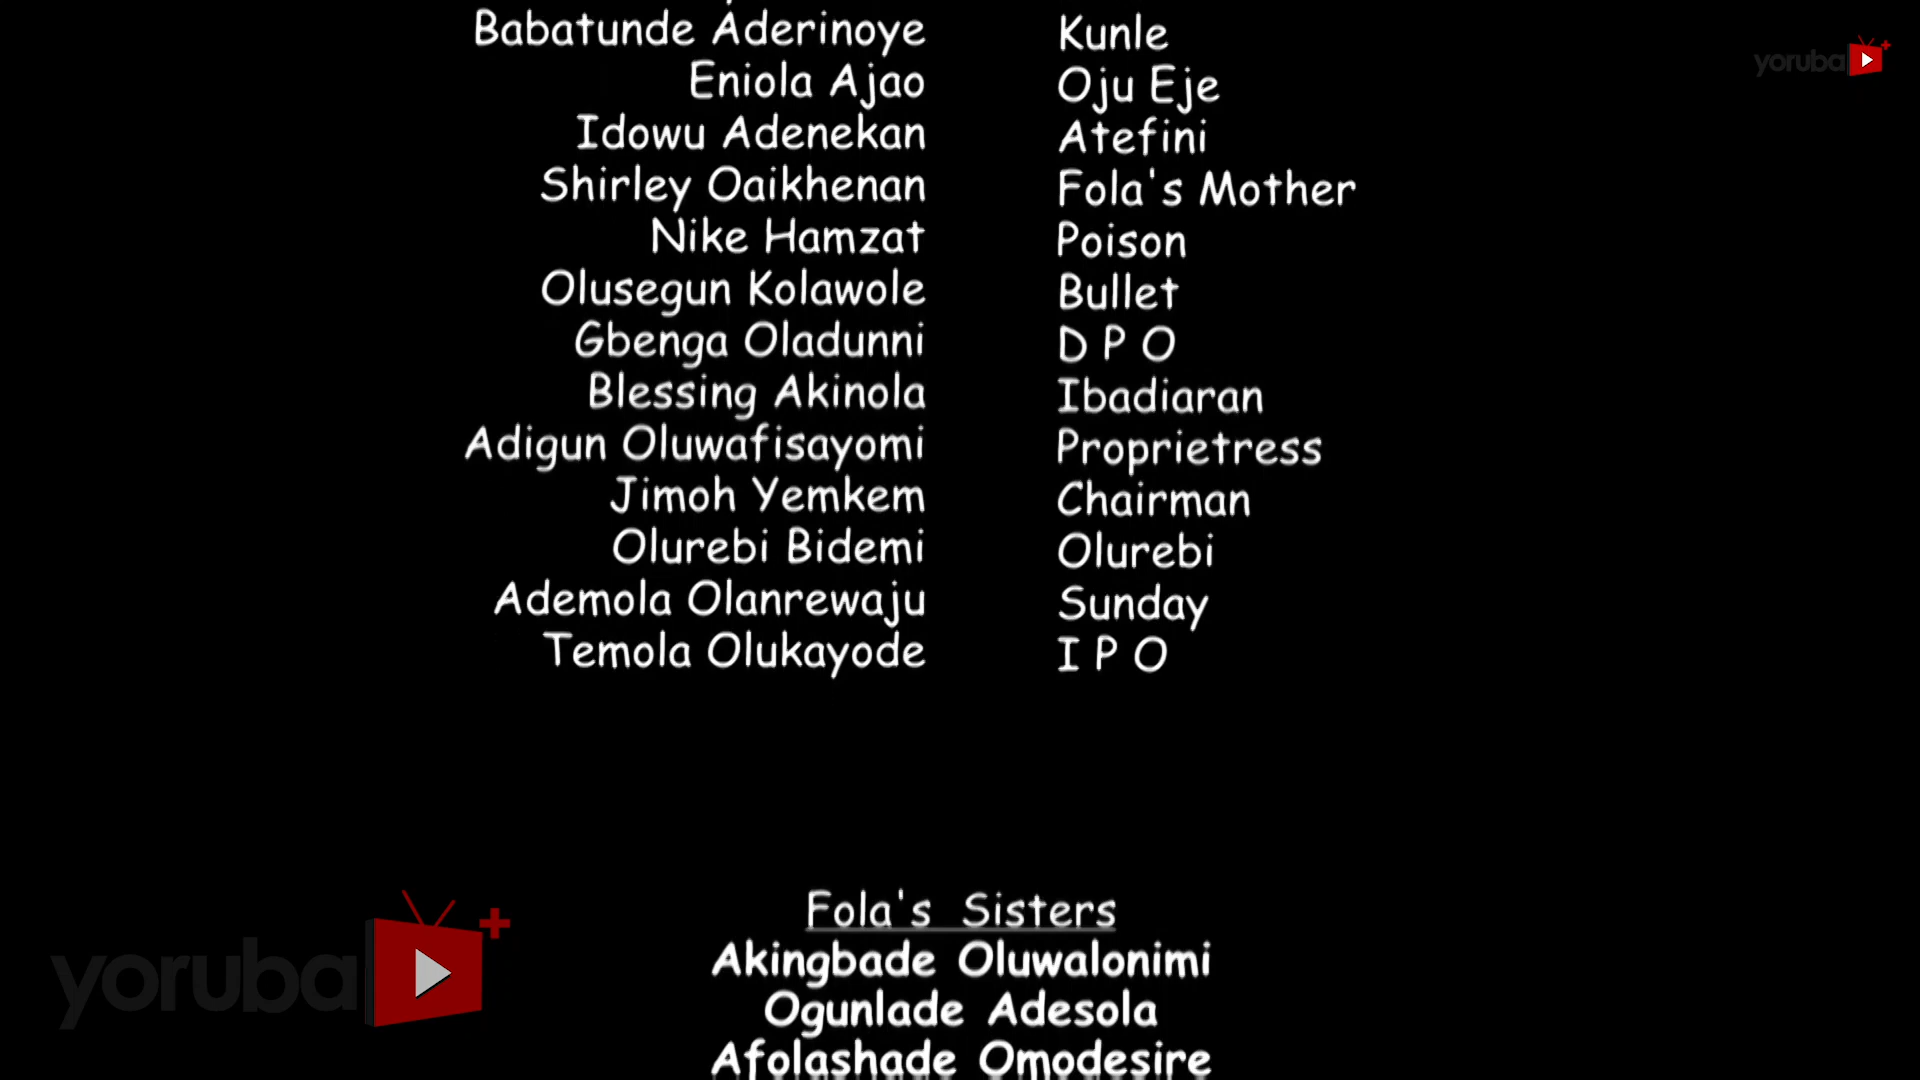 Babatunde Aderinoye Kunle
Eniola Ajao Oju Eje
Idowu Adenekan Atefini
Shirley Oaikhenan Fola's Mother
Nike Hamzat Poison
Olusegun Kolawole Bullet
Gbenga Oladunni D P O
Blessing Akinola Ibadiaran
Adigun Oluwafisayomi Proprietress
Jimoh Yemkem Chairman
Olurebi Bidemi Olurebi
Ademola Olanrewaju Sunday
Temola Olukayode I P O
Fola's Sisters
Akingbade Oluwalonimi
Ogunlade Adesola
Afolashade Omodesire
yoruba+
yoruba+